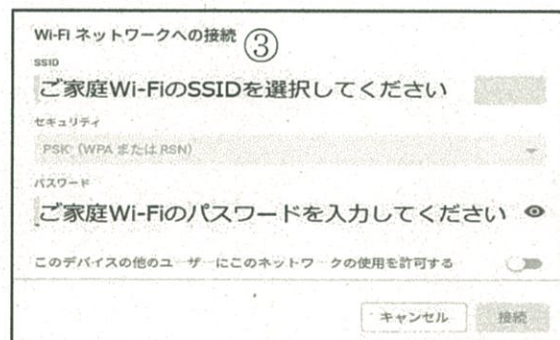 Wi-Fi ネットワークへの接続 ③
SSID
ご家庭Wi-FiのSSIDを選択してください
セキュリティ
PSK (WPA または RSN)
パスワード
ご家庭Wi-Fiのパスワードを入力してください
このデバイスの他のユーザーにこのネットワークの使用を許可する
キャンセル 接続